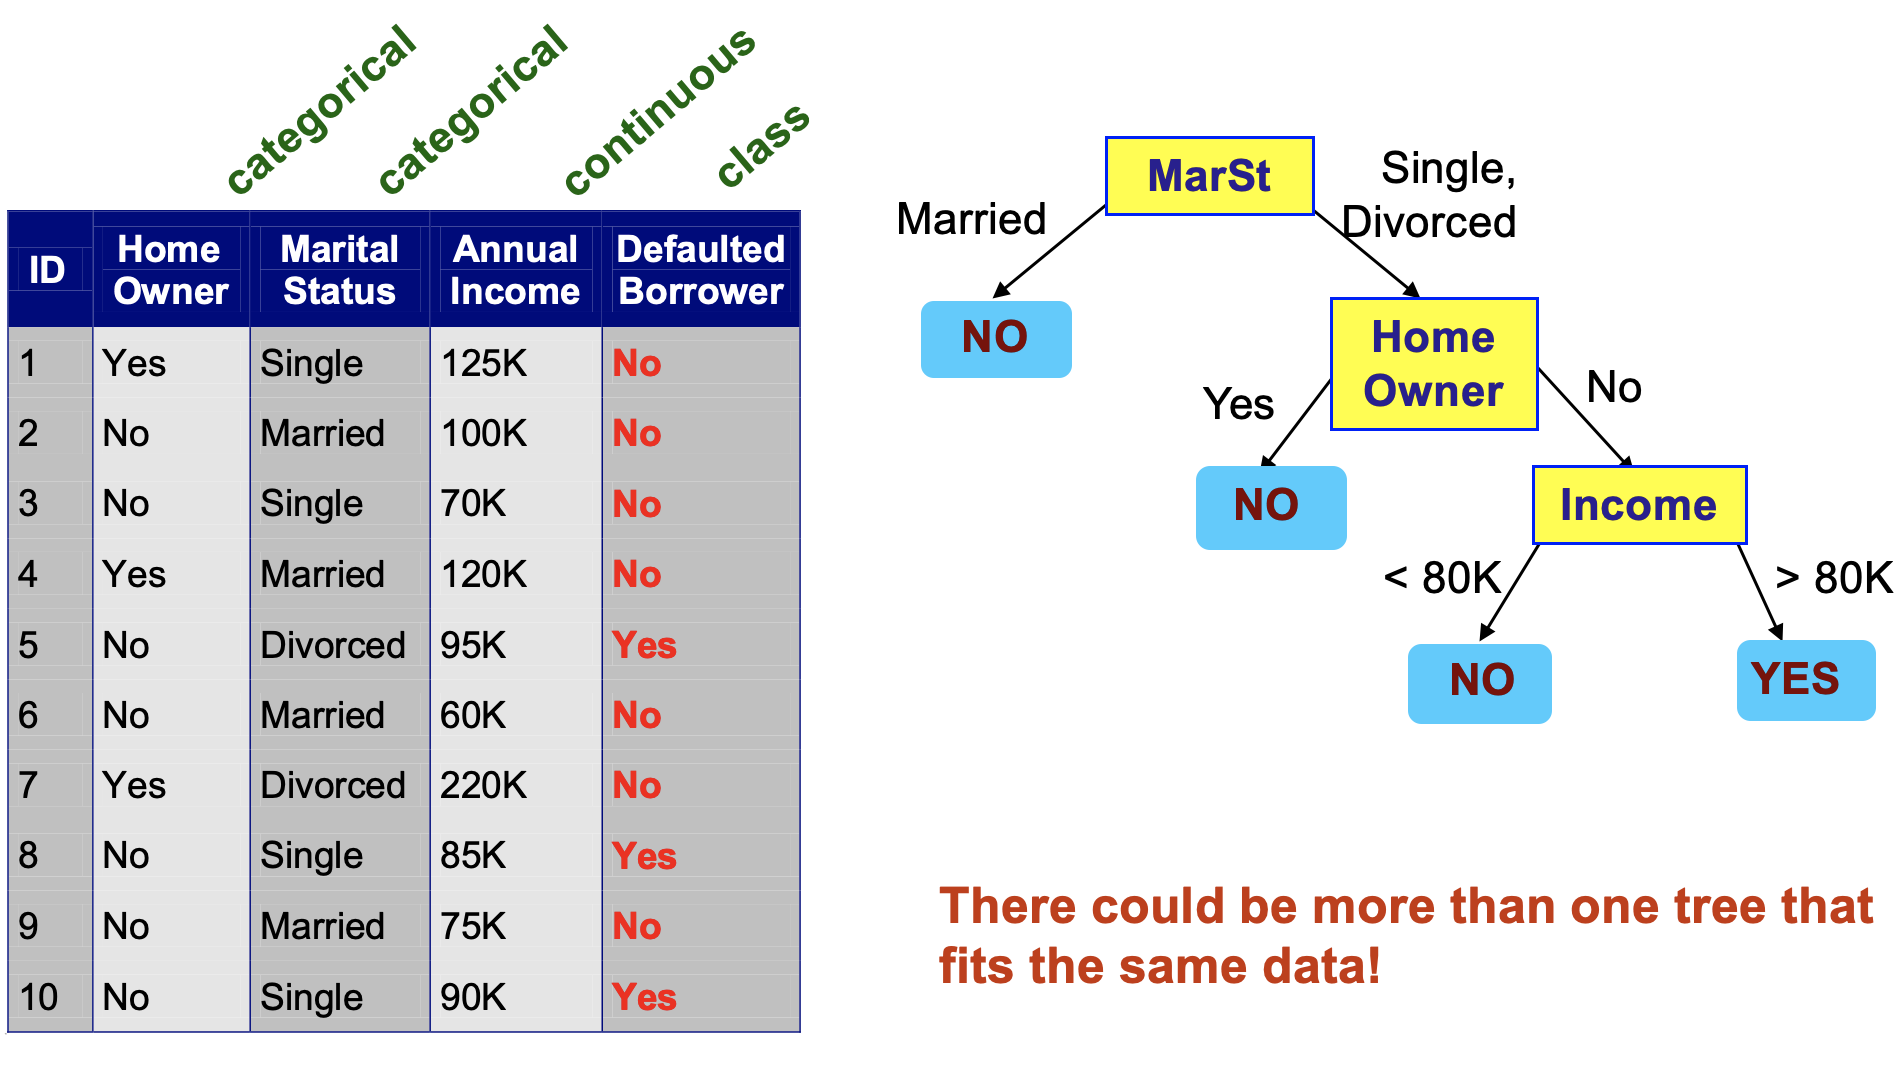 categorical
categorical
continuous
class
ID Home Owner Marital Status Annual Income Defaulted Borrower
1 Yes Single 125K No
2 No Married 100K No
3 No Single 70K No
4 Yes Married 120K No
5 No Divorced 95K Yes
6 No Married 60K No
7 Yes Divorced 220K No
8 No Single 85K Yes
9 No Married 75K No
10 No Single 90K Yes
MarSt
Married
Single,
Divorced
NO
Home
Owner
Yes
No
NO
Income
< 80K
> 80K
NO
YES
There could be more than one tree that
fits the same data!